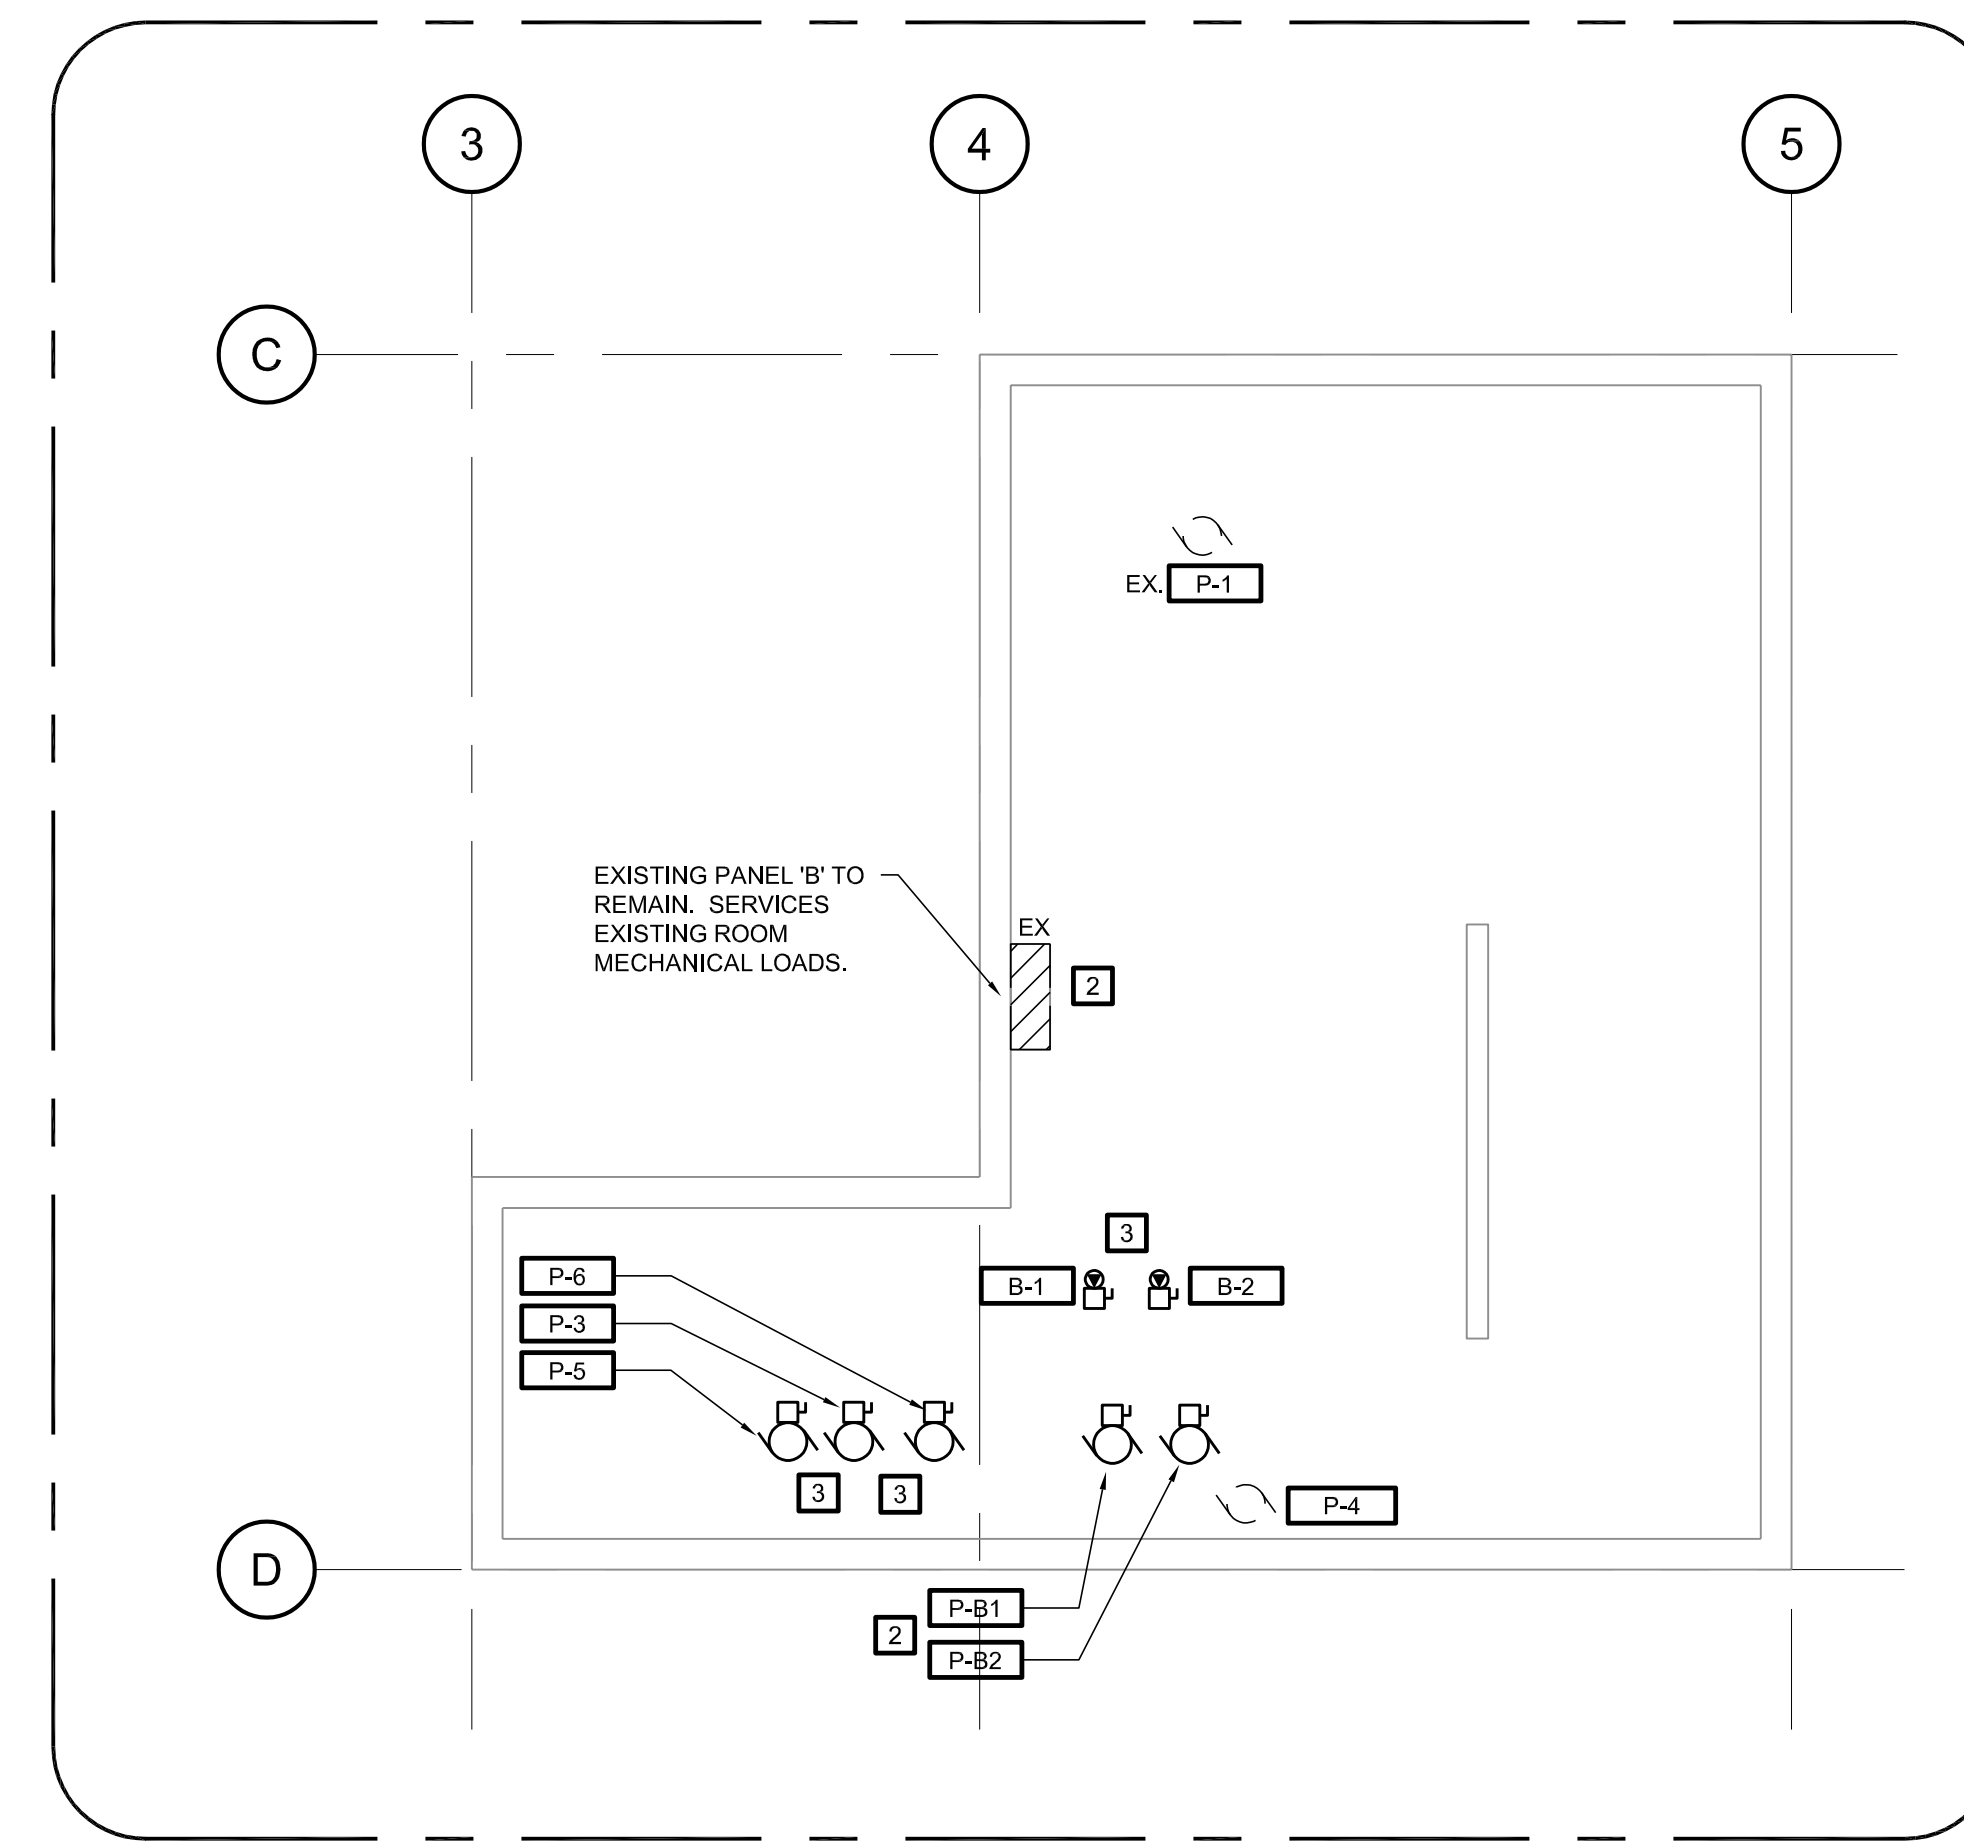 3
4
5
C
EX. P-1
EXISTING PANEL 'B' TO
REMAIN. SERVICES
EXISTING ROOM
MECHANICAL LOADS.
EX
2
3
P-6
B-1
B-2
P-3
P-5
3
3
P-4
D
P-B1
2
P-B2